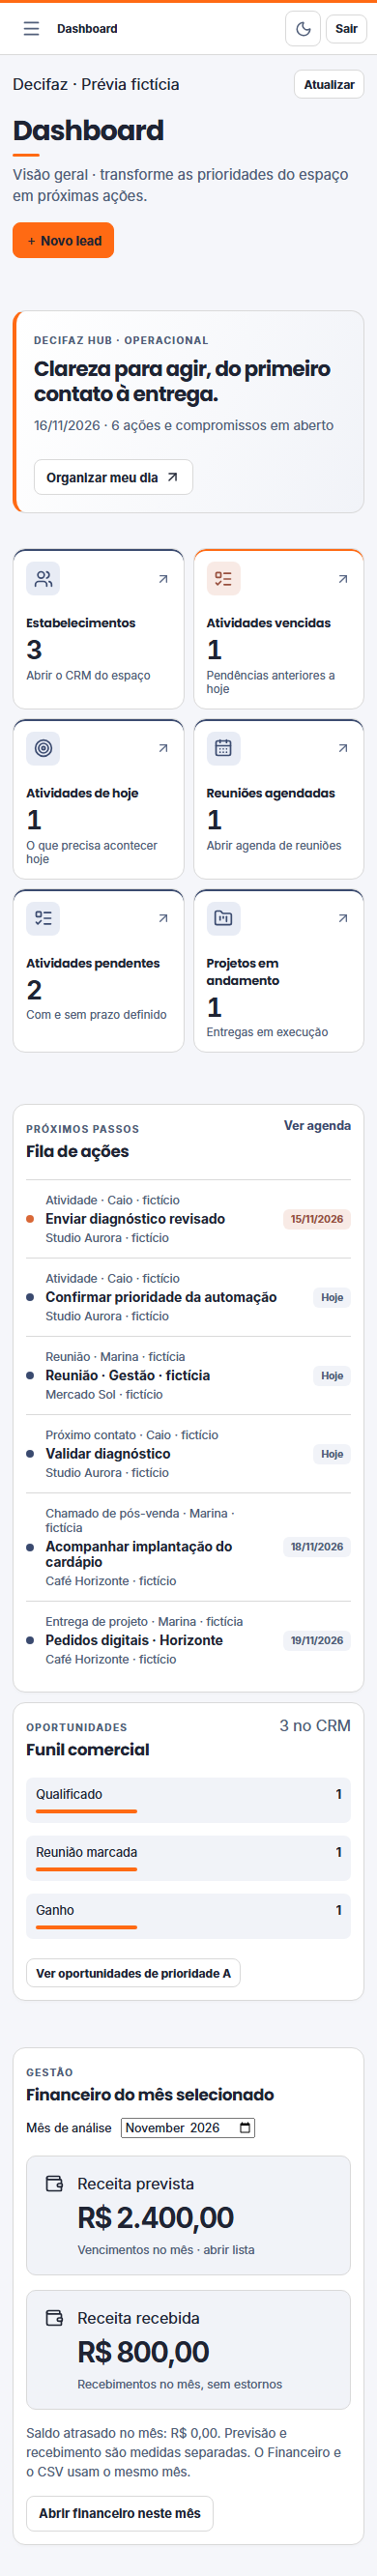 Dashboard
Sair
Decifaz · Prévia fictícia
Atualizar
Dashboard
Visão geral · transforme as prioridades do espaço
em próximas ações.
+ Novo lead
DECIFAZ HUB · OPERACIONAL
Clareza para agir, do primeiro
contato à entrega.
16/11/2026 · 6 ações e compromissos em aberto
Organizar meu dia
Estabelecimentos
3
Abrir o CRM do espaço
Atividades vencidas
1
Pendências anteriores a
hoje
Atividades de hoje
1
O que precisa acontecer
hoje
Reuniões agendadas
1
Abrir agenda de reuniões
Atividades pendentes
2
Com e sem prazo definido
Projetos em
andamento
1
Entregas em execução
PRÓXIMOS PASSOS
Ver agenda
Fila de ações
Atividade · Caio · fictício
Enviar diagnóstico revisado
15/11/2026
Studio Aurora · fictício
Atividade · Caio · fictício
Confirmar prioridade da automação
Hoje
Studio Aurora · fictício
Reunião · Marina · fictícia
Reunião · Gestão · fictícia
Hoje
Mercado Sol · fictício
Próximo contato · Caio · fictício
Validar diagnóstico
Hoje
Studio Aurora · fictício
Chamado de pós-venda · Marina ·
fictícia
Acompanhar implantação do
cardápio
18/11/2026
Café Horizonte · fictício
Entrega de projeto · Marina · fictícia
Pedidos digitais · Horizonte
19/11/2026
Café Horizonte · fictício
OPORTUNIDADES
3 no CRM
Funil comercial
Qualificado 1
Reunião marcada 1
Ganho 1
Ver oportunidades de prioridade A
GESTÃO
Financeiro do mês selecionado
Mês de análise November 2026
Receita prevista
R$ 2.400,00
Vencimentos no mês · abrir lista
Receita recebida
R$ 800,00
Recebimentos no mês, sem estornos
Saldo atrasado no mês: R$ 0,00. Previsão e
recebimento são medidas separadas. O Financeiro e
o CSV usam o mesmo mês.
Abrir financeiro neste mês